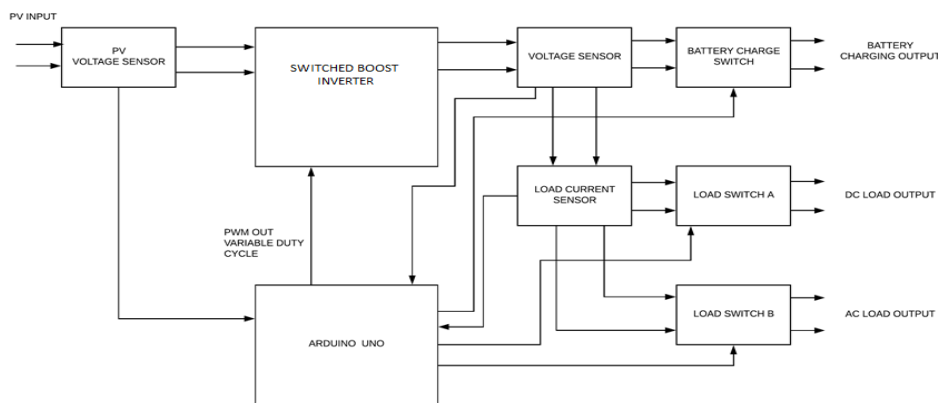 PV INPUT
PV
VOLTAGE SENSOR
SWITCHED BOOST
INVERTER
VOLTAGE SENSOR
BATTERY CHARGE
SWITCH
BATTERY
CHARGING OUTPUT
LOAD CURRENT
SENSOR
LOAD SWITCH A
DC LOAD OUTPUT
PWM OUT
VARIABLE DUTY
CYCLE
ARDUINO UNO
LOAD SWITCH B
AC LOAD OUTPUT